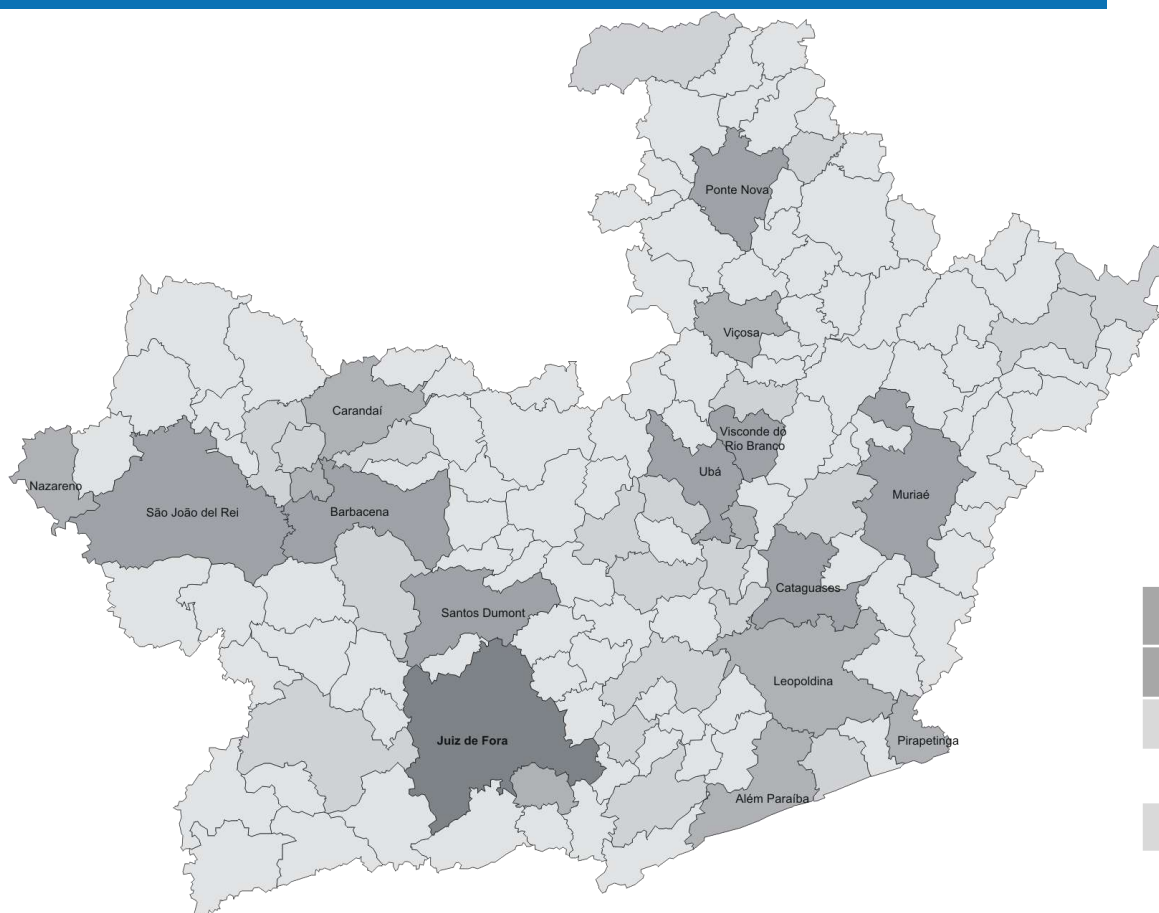 Ponte Nova
Viçosa
Carandaí
Visconde do
Rio Branco
Ubá
Nazareno
Muriaé
São João del Rei
Barbacena
Cataguases
Santos Dumont
Leopoldina
Juiz de Fora
Pirapetinga
Além Paraíba